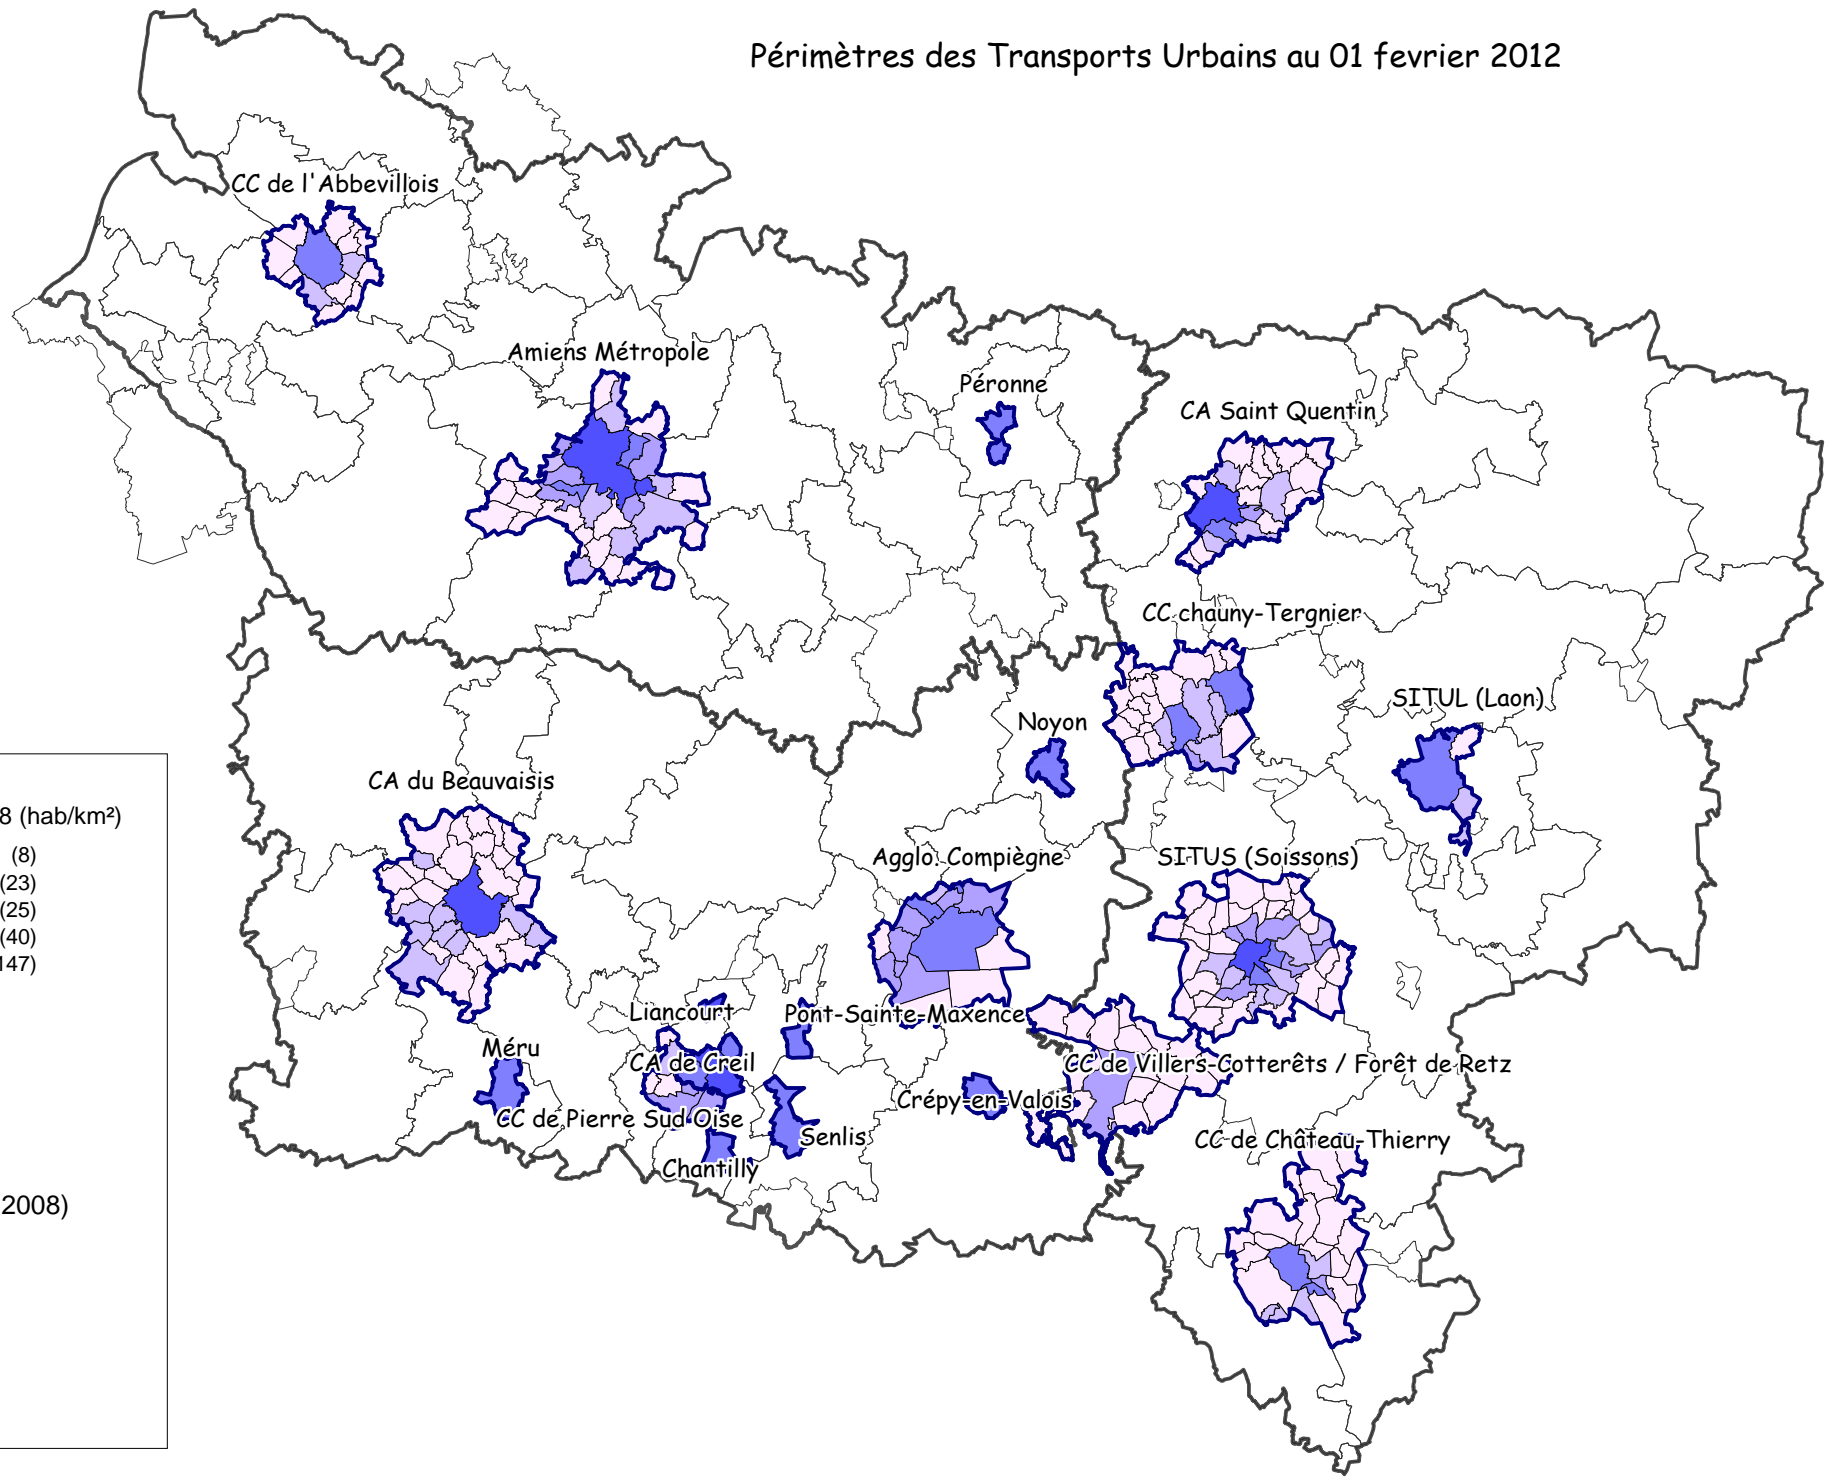 Périmètres des Transports Urbains au 01 fevrier 2012
CC de l'Abbevillois
Amiens Métropole
Péronne
CA Saint Quentin
CC chauny-Tergnier
SITUL (Laon)
Noyon
CA du Beauvaisis
8 (hab/km²)
(8)
(23)
(25)
(40)
147)
2008)
Agglo. Compiègne
SITUS (Soissons)
Liancourt
Pont-Sainte-Maxence
Méru
CA de Creil
CC de Villers-Cotterêts / Forêt de Retz
Crépy-en-Valois
CC de Pierre Sud Oise
Senlis
CC de Château-Thierry
Chantilly